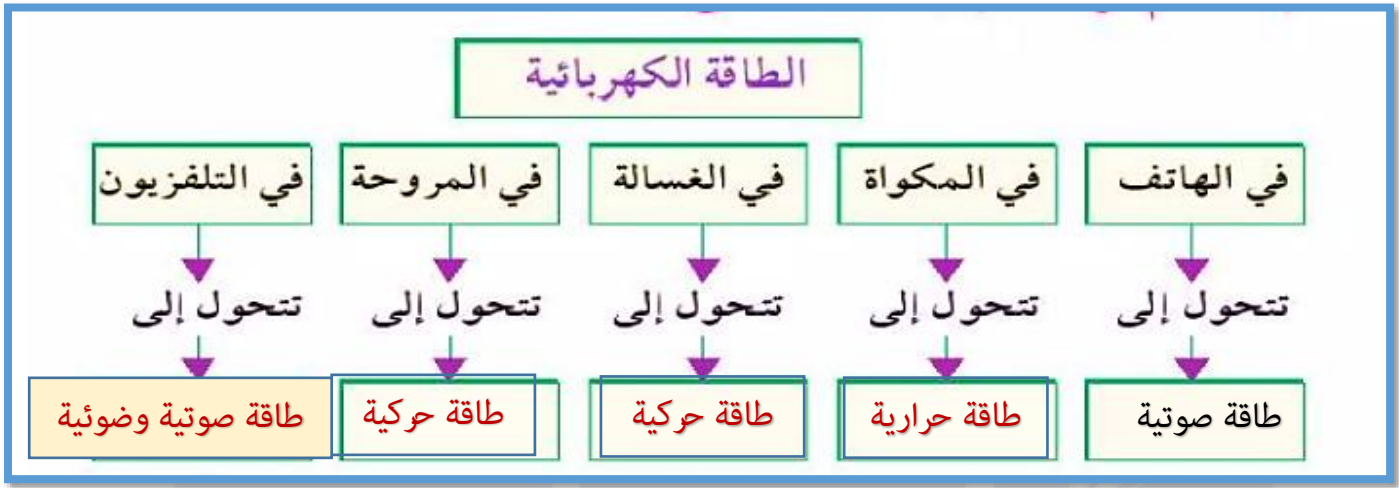 الطاقة الكهربائية
في الهاتف
في المكواة
في الغسالة
في المروحة
في التلفزيون
تتحول إلى
تتحول إلى
تتحول إلى
تتحول إلى
تتحول إلى
طاقة صوتية
طاقة حرارية
طاقة حركية
طاقة حركية
طاقة صوتية وضوئية